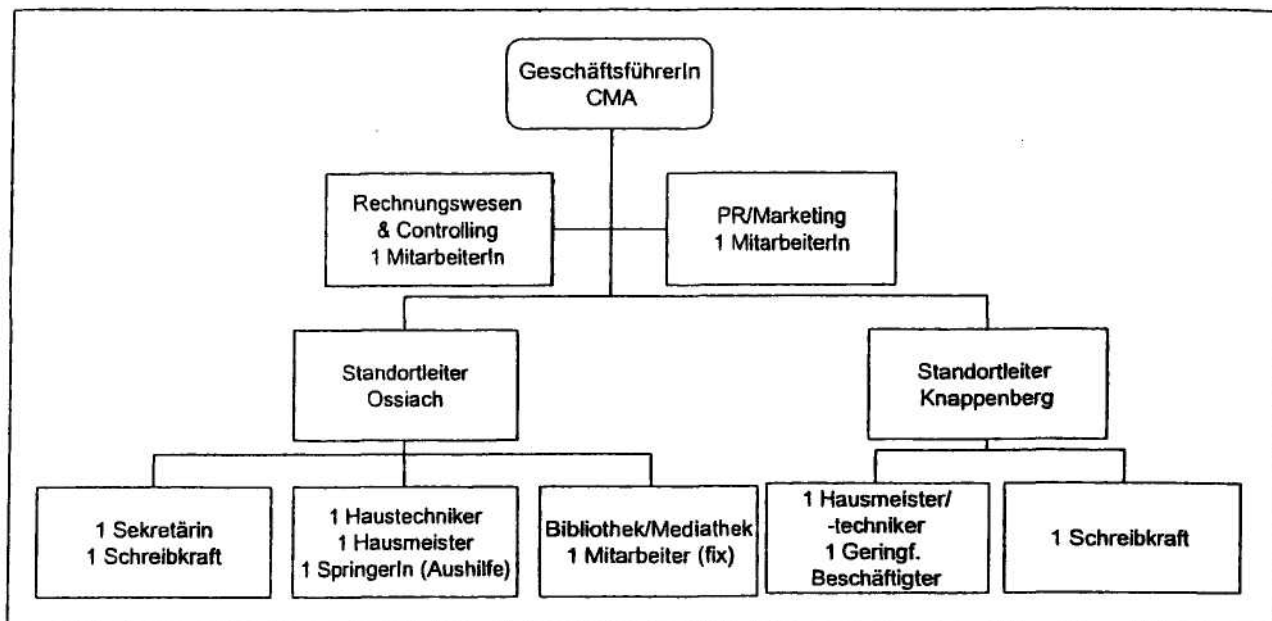 GeschäftsführerIn
CMA
Rechnungswesen
& Controlling
1 MitarbeiterIn
PR/Marketing
1 MitarbeiterIn
Standortleiter
Ossiach
Standortleiter
Knappenberg
1 Sekretärin
1 Schreibkraft
1 Haustechniker
1 Hausmeister
1 SpringerIn (Aushilfe)
Bibliothek/Mediathek
1 Mitarbeiter (fix)
1 Hausmeister/
-techniker
1 Geringf.
Beschäftigter
1 Schreibkraft